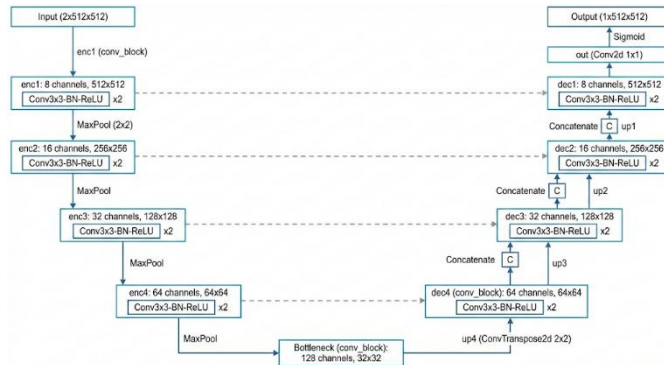 Input (2x512x512)
enc1 (conv_block)
enc1: 8 channels, 512x512
Conv3x3-BN-ReLU x2
MaxPool (2x2)
enc2: 16 channels, 256x256
Conv3x3-BN-ReLU x2
MaxPool
enc3: 32 channels, 128x128
Conv3x3-BN-ReLU x2
MaxPool
enc4: 64 channels, 64x64
Conv3x3-BN-ReLU x2
MaxPool
Bottleneck (conv_block):
128 channels, 32x32
up4 (ConvTranspose2d 2x2)
dec4 (conv_block): 64 channels, 64x64
Conv3x3-BN-ReLU x2
Concatenate C up3
dec3: 32 channels, 128x128
Conv3x3-BN-ReLU x2
Concatenate C up2
dec2: 16 channels, 256x256
Conv3x3-BN-ReLU x2
Concatenate C up1
dec1: 8 channels, 512x512
Conv3x3-BN-ReLU x2
out (Conv2d 1x1)
Sigmoid
Output (1x512x512)